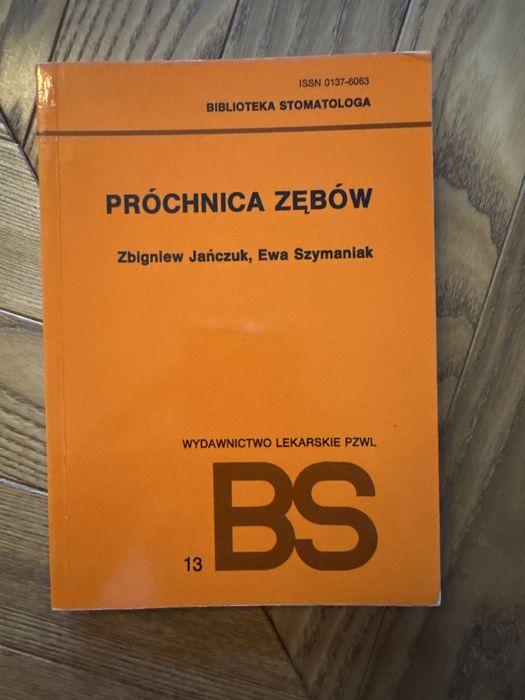 ISSN 0137-6063
BIBLIOTEKA STOMATOLOGA
PRÓCHNICA ZĘBÓW
Zbigniew Jańczuk, Ewa Szymaniak
WYDAWNICTWO LEKARSKIE PZWL
13 BS